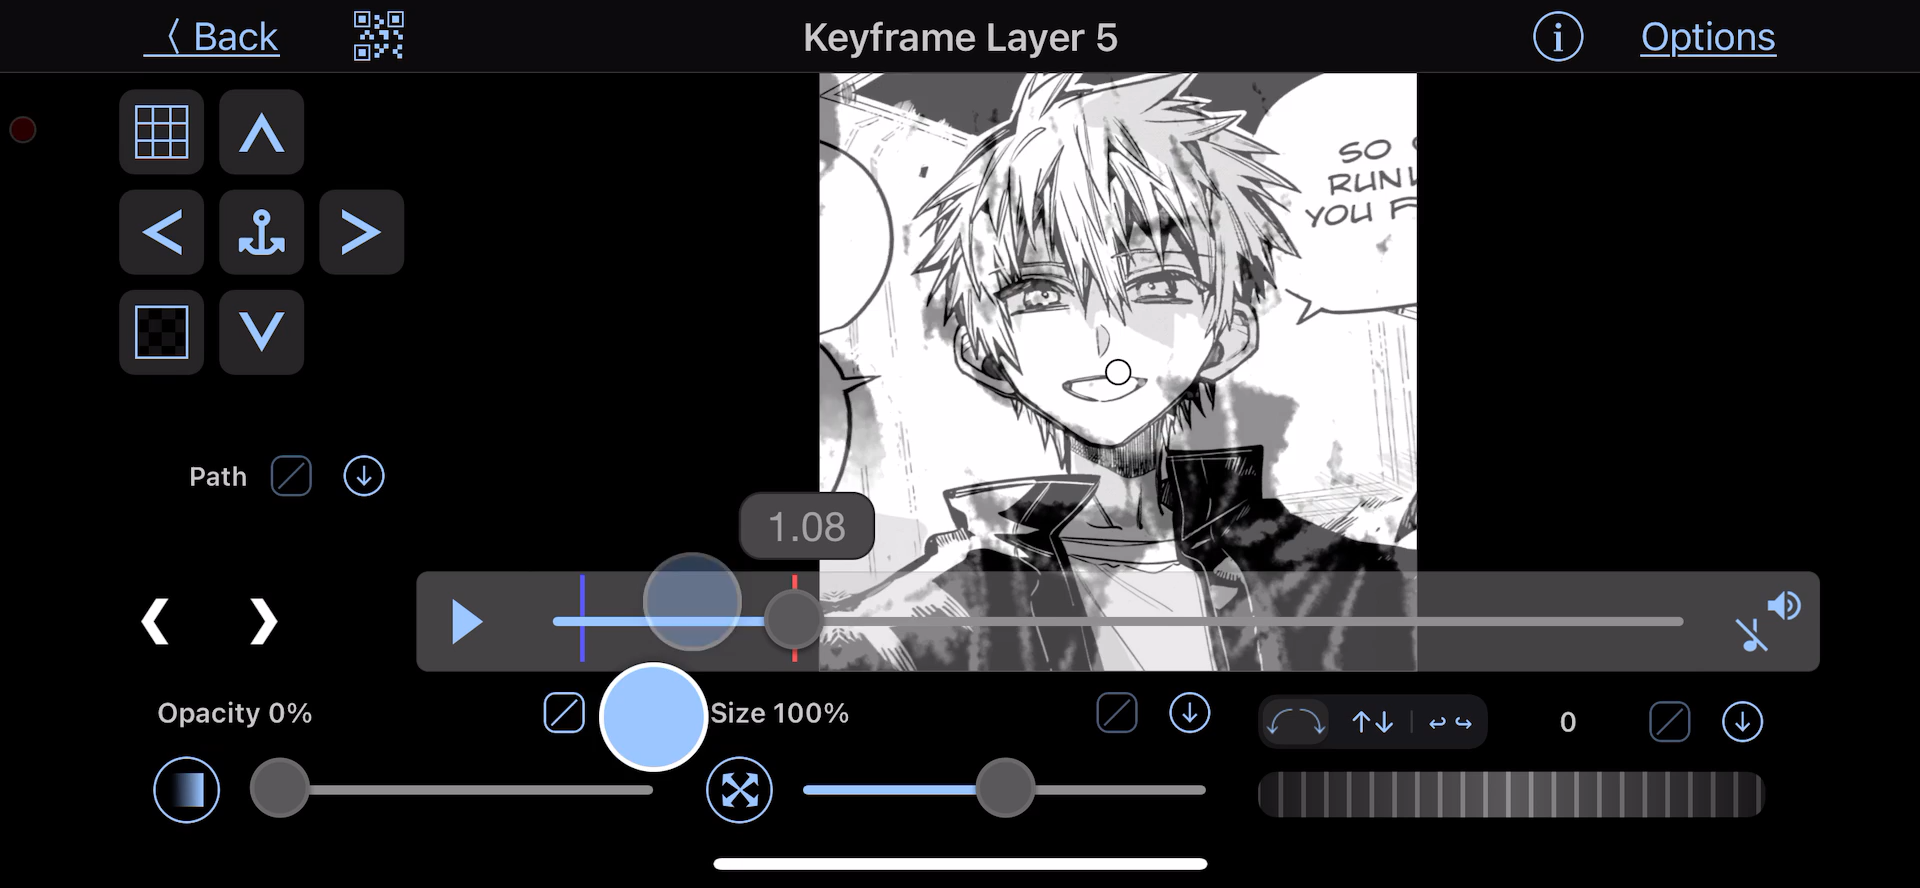 Back
Keyframe Layer 5
Options
SO
RUN
YOU F
Path
1.08
Opacity 0%
Size 100%
0